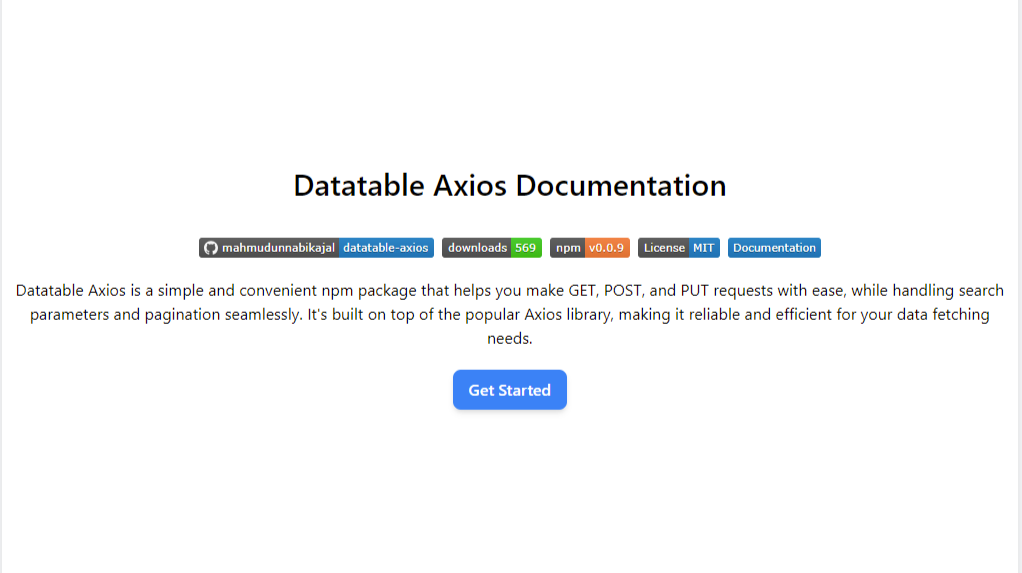 Datatable Axios Documentation
mahmudunnabikajal datatable-axios downloads 569 npm v0.0.9 License MIT Documentation
Datatable Axios is a simple and convenient npm package that helps you make GET, POST, and PUT requests with ease, while handling search
parameters and pagination seamlessly. It's built on top of the popular Axios library, making it reliable and efficient for your data fetching
needs.
Get Started